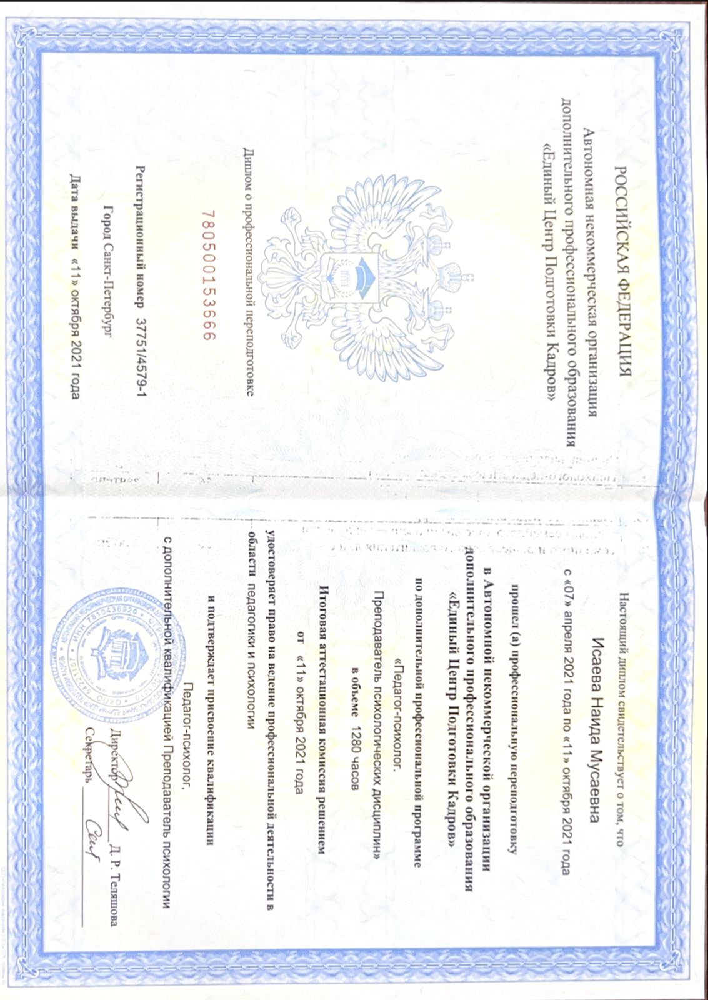 РОССИЙСКАЯ ФЕДЕРАЦИЯ
Автономная некоммерческая организация
дополнительного профессионального образования
«Единый Центр Подготовки Кадров»
Диплом о профессиональной переподготовке
780500153666
Регистрационный номер 37751/4579-1
Город Санкт-Петербург
Дата выдачи «11» октября 2021 года
Настоящий диплом свидетельствует о том, что
Исаева Наида Мусаевна
с «07» апреля 2021 года по «11» октября 2021 года
прошел (а) профессиональную переподготовку
в Автономной некоммерческой организации
дополнительного профессионального образования
«Единый Центр Подготовки Кадров»
по дополнительной профессиональной программе
«Педагог-психолог.
Преподаватель психологических дисциплин»
в объеме 1280 часов
Итоговая аттестационная комиссия решением
от «11» октября 2021 года
удостоверяет право на ведение профессиональной деятельности в
области педагогики и психологии
и подтверждает присвоение квалификации
Педагог-психолог,
с дополнительной квалификацией Преподаватель психологии
Директор Д. Р. Теляшова
Секретарь